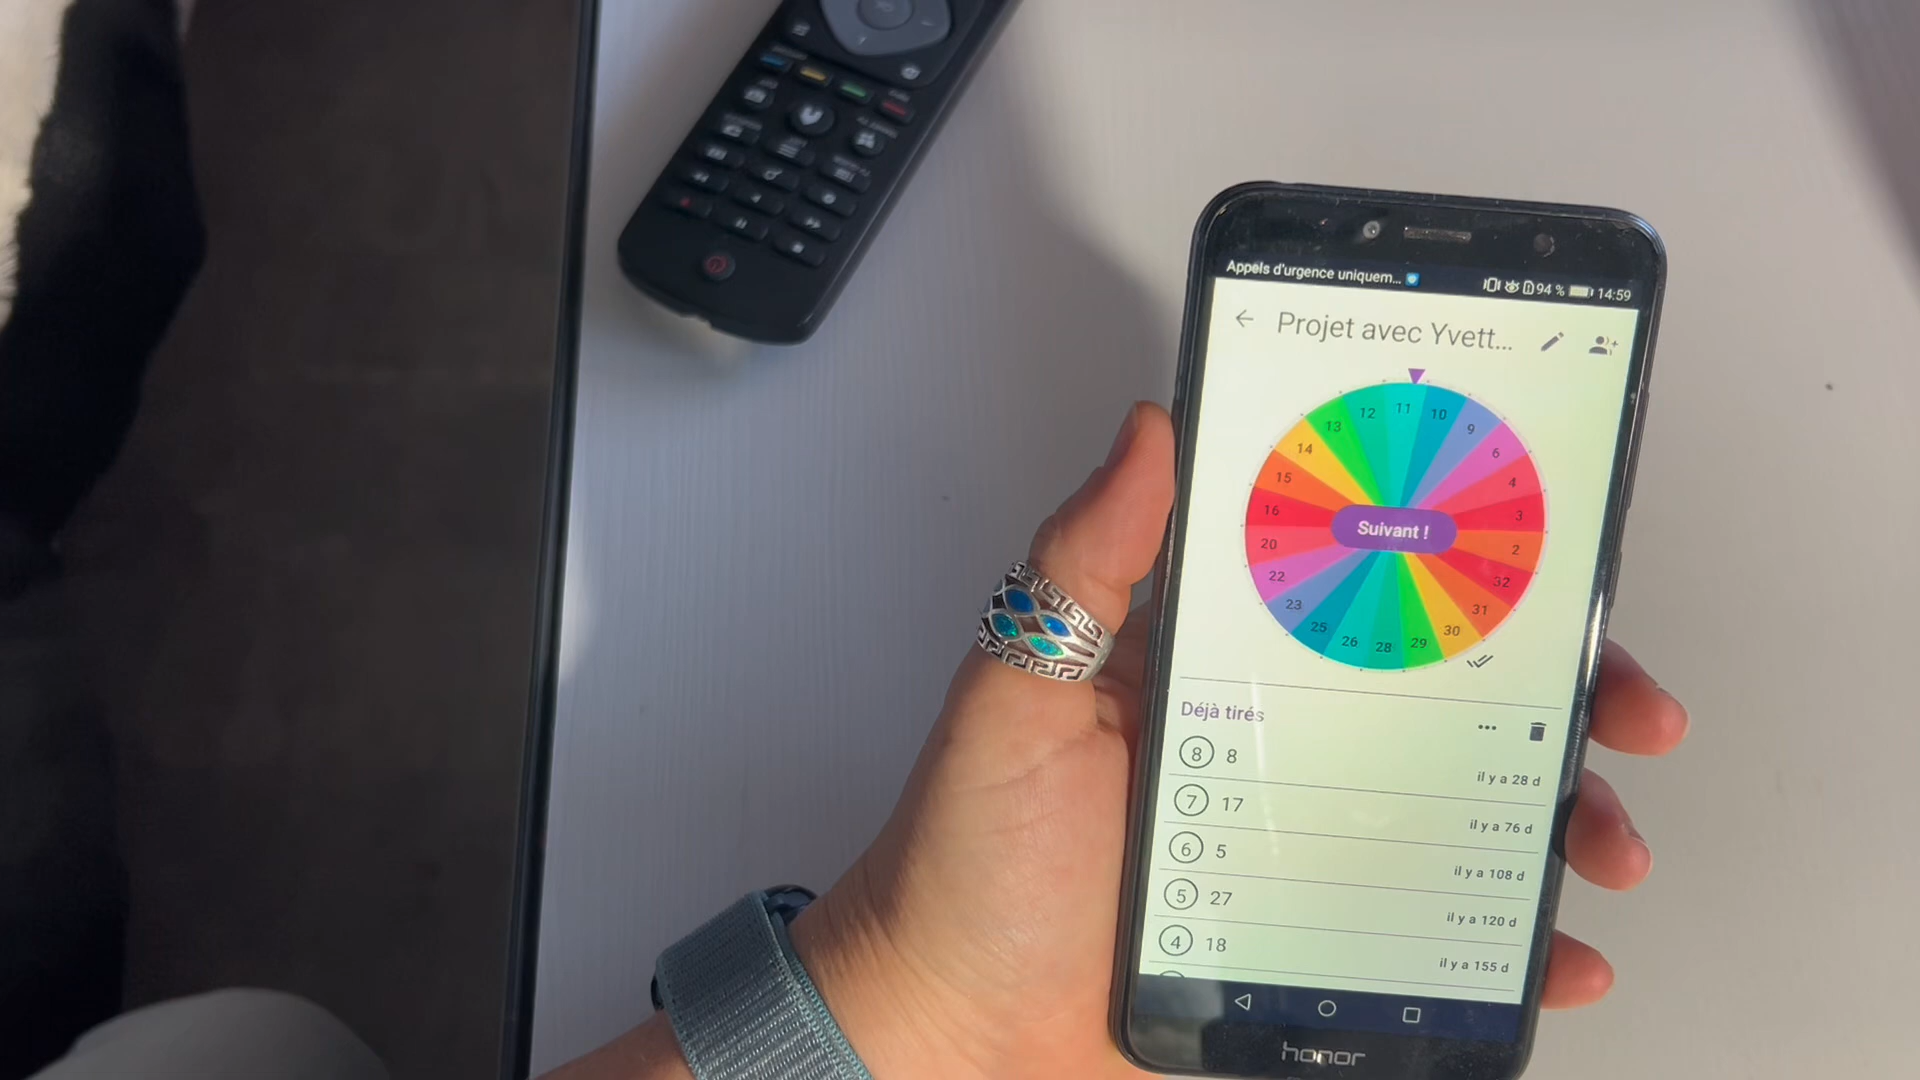 Appels d'urgence uniquem...
94 % 14:59
Projet avec Yvett...
11
10
9
6
4
3
2
32
31
30
29
28
26
25
23
22
20
16
15
14
13
12
Suivant !
Déjà tirés
8 8 il y a 28 d
7 17 il y a 76 d
6 5 il y a 108 d
5 27 il y a 120 d
4 18 il y a 155 d
honor